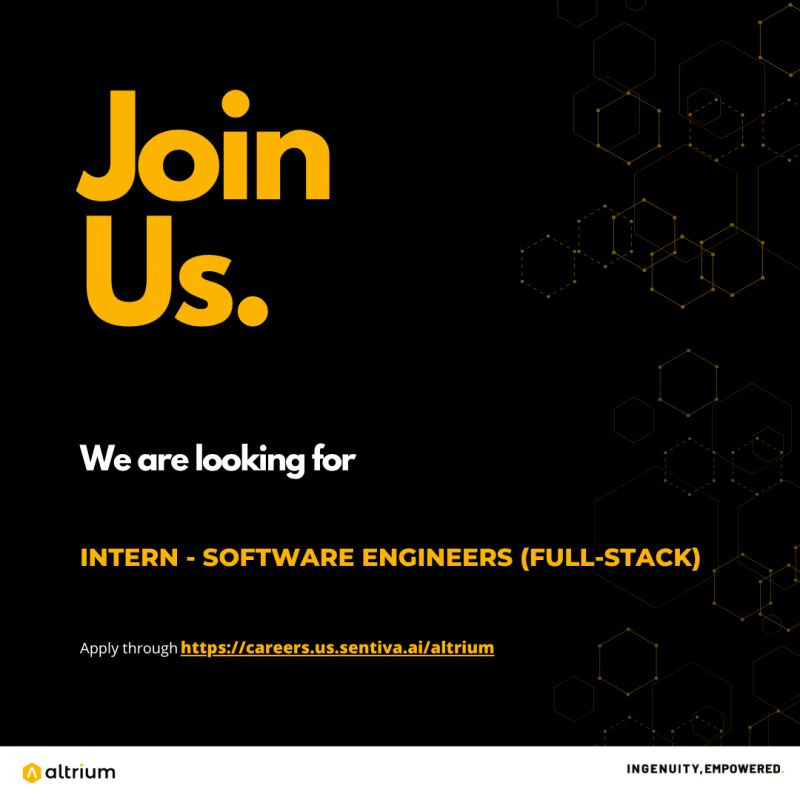 Join
Us.
We are looking for
INTERN - SOFTWARE ENGINEERS (FULL-STACK)
Apply through https://careers.us.sentiva.ai/altrium
altrium
INGENUITY, EMPOWERED.